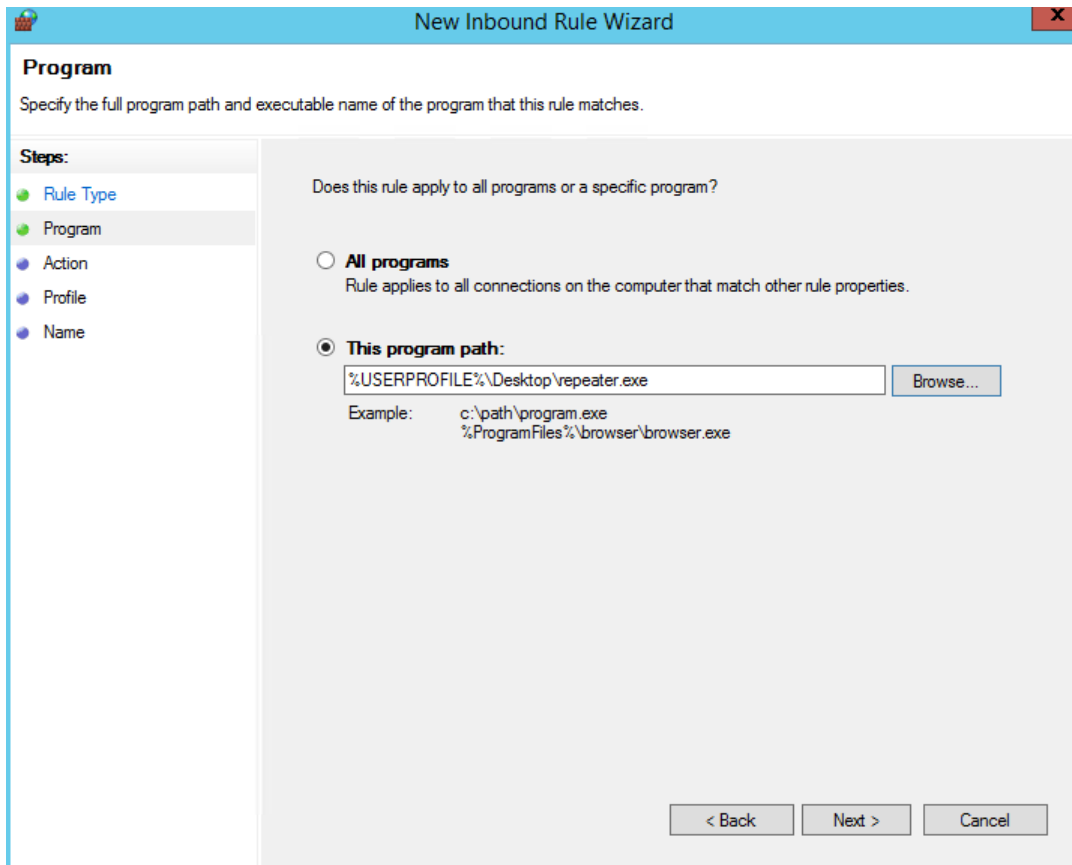 New Inbound Rule Wizard
x
Program
Specify the full program path and executable name of the program that this rule matches.
Steps:
Rule Type
Program
Action
Profile
Name
Does this rule apply to all programs or a specific program?
All programs
Rule applies to all connections on the computer that match other rule properties.
This program path:
%USERPROFILE%\Desktop\repeater.exe
Browse...
Example: c:\path\program.exe
%ProgramFiles%\browser\browser.exe
< Back Next > Cancel